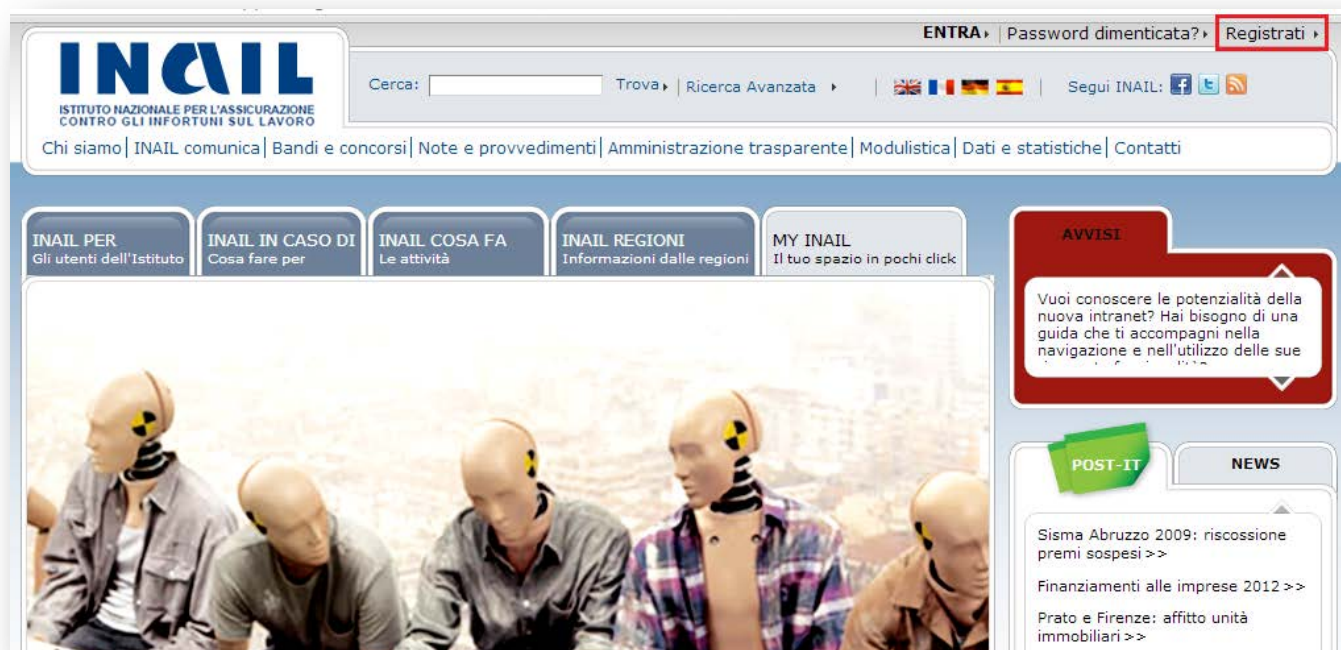 ENTRA | Password dimenticata? Registrati
INAIL
ISTITUTO NAZIONALE PER L'ASSICURAZIONE
CONTRO GLI INFORTUNI SUL LAVORO
Cerca: Trova | Ricerca Avanzata | | Segui INAIL:
Chi siamo | INAIL comunica | Bandi e concorsi | Note e provvedimenti | Amministrazione trasparente | Modulistica | Dati e statistiche | Contatti
INAIL PER
Gli utenti dell'Istituto
INAIL IN CASO DI
Cosa fare per
INAIL COSA FA
Le attività
INAIL REGIONI
Informazioni dalle regioni
MY INAIL
Il tuo spazio in pochi click
AVVISI
Vuoi conoscere le potenzialità della
nuova intranet? Hai bisogno di una
guida che ti accompagni nella
navigazione e nell'utilizzo delle sue
POST-IT
NEWS
Sisma Abruzzo 2009: riscossione
premi sospesi >>
Finanziamenti alle imprese 2012 >>
Prato e Firenze: affitto unità
immobiliari >>